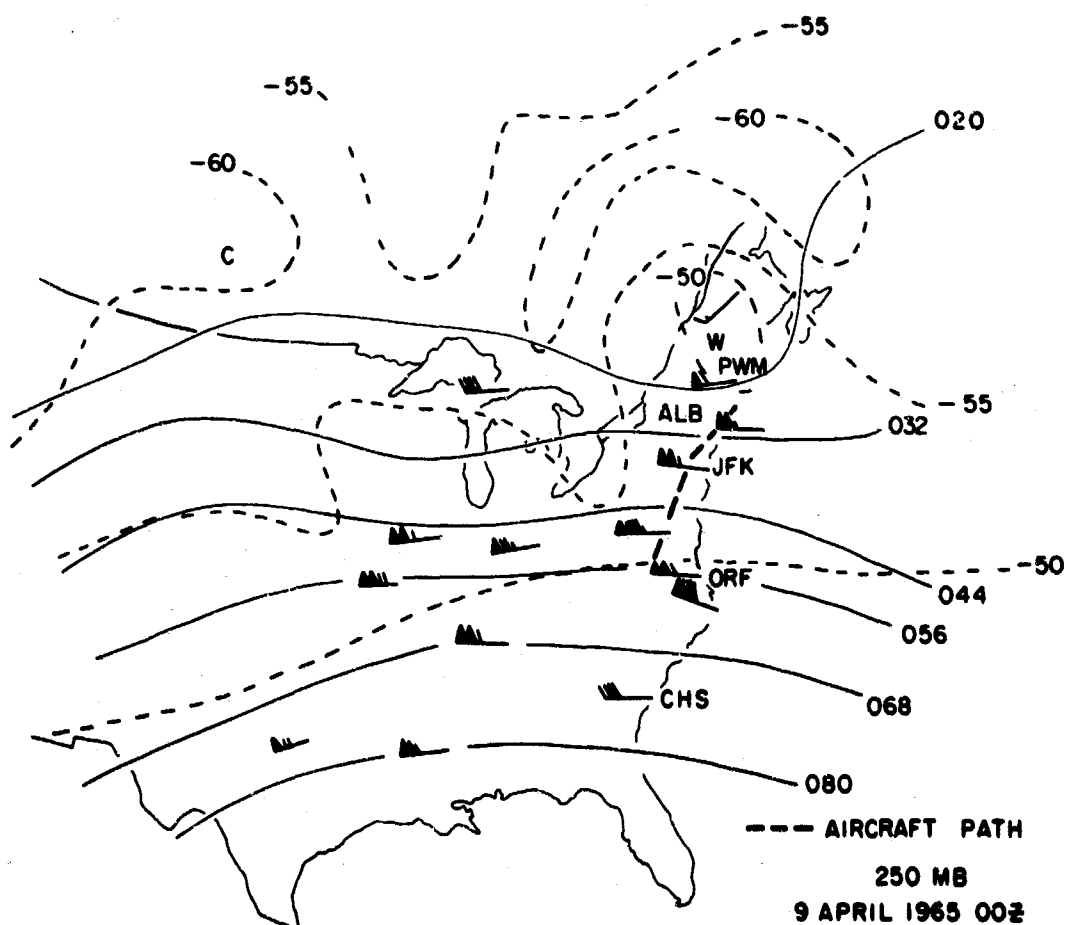 -55
-55
-60
020
-60
C
-50
W
PWM
-55
ALB
032
JFK
-50
ORF
044
056
CHS
068
080
--- AIRCRAFT PATH
250 MB
9 APRIL 1965 00Z